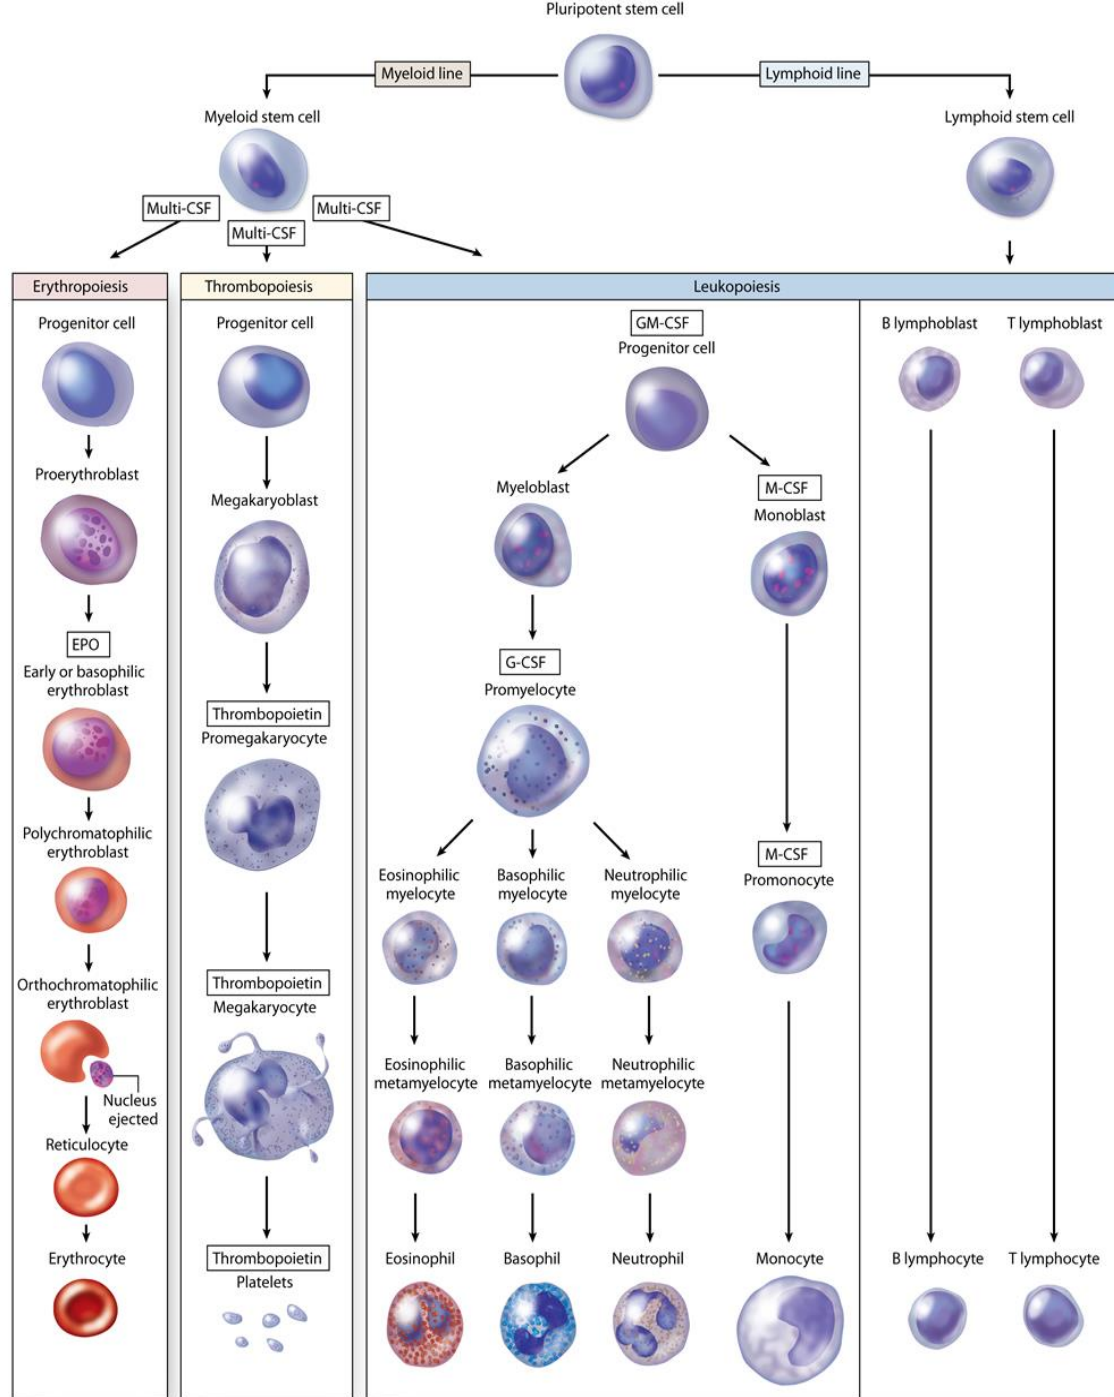 Pluripotent stem cell
Myeloid line
Lymphoid line
Myeloid stem cell
Lymphoid stem cell
Multi-CSF
Multi-CSF
Multi-CSF
Erythropoiesis
Progenitor cell
Proerythroblast
EPO
Early or basophilic
erythroblast
Polychromatophilic
erythroblast
Orthochromatophilic
erythroblast
Nucleus
ejected
Reticulocyte
Erythrocyte
Thrombopoiesis
Progenitor cell
Megakaryoblast
Thrombopoietin
Promegakaryocyte
Thrombopoietin
Megakaryocyte
Thrombopoietin
Platelets
Leukopoiesis
GM-CSF
Progenitor cell
Myeloblast
M-CSF
Monoblast
G-CSF
Promyelocyte
Eosinophilic
myelocyte
Basophilic
myelocyte
Neutrophilic
myelocyte
M-CSF
Promonocyte
Eosinophilic
metamyelocyte
Basophilic
metamyelocyte
Neutrophilic
metamyelocyte
Eosinophil
Basophil
Neutrophil
Monocyte
B lymphoblast
T lymphoblast
B lymphocyte
T lymphocyte